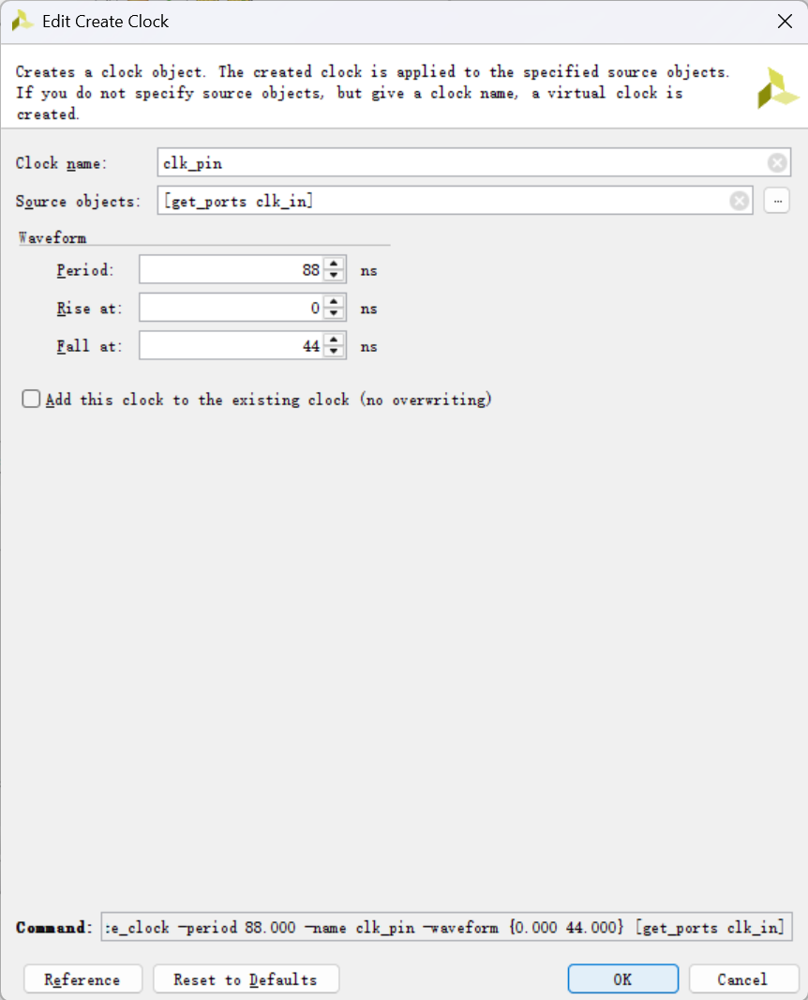 Edit Create Clock
Creates a clock object. The created clock is applied to the specified source objects.
If you do not specify source objects, but give a clock name, a virtual clock is
created.
Clock name: clk_pin
Source objects: [get_ports clk_in] ...
Waveform
Period: 88 ns
Rise at: 0 ns
Fall at: 44 ns
Add this clock to the existing clock (no overwriting)
Command: :e_clock -period 88.000 -name clk_pin -waveform {0.000 44.000} [get_ports clk_in]
Reference Reset to Defaults OK Cancel